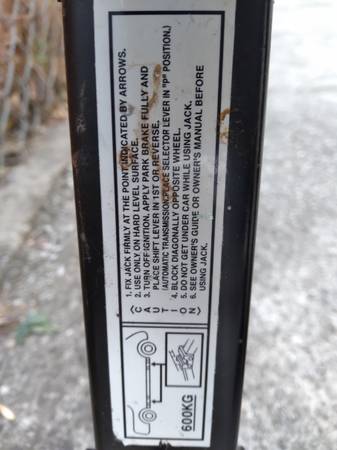 〈CAUTION〉
1. FIX JACK FIRMLY AT THE POINT INDICATED BY ARROWS.
2. USE ONLY ON HARD LEVEL SURFACE.
3. TURN OFF IGNITION. APPLY PARK BRAKE FULLY AND
PLACE SHIFT LEVER IN 1ST OR REVERSE.
(AUTOMATIC TRANSMISSION: PLACE SELECTOR LEVER IN "P" POSITION.)
4. BLOCK DIAGONALLY OPPOSITE WHEEL.
5. DO NOT GET UNDER CAR WHILE USING JACK.
6. SEE OWNER'S GUIDE OR OWNER'S MANUAL BEFORE
USING JACK.
600KG